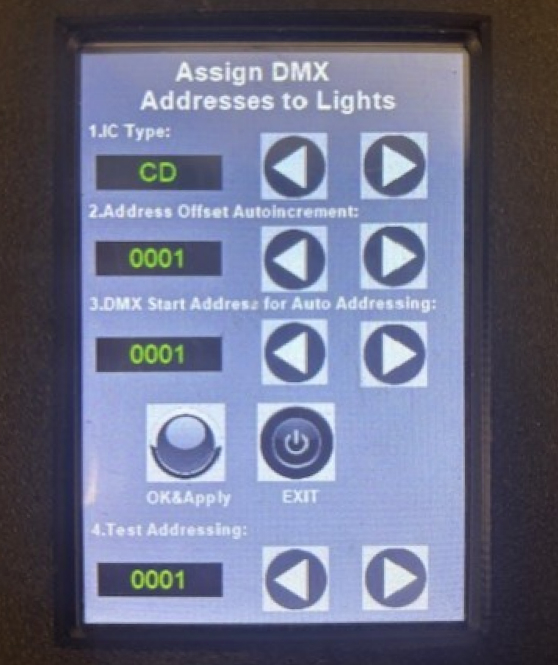 Assign DMX
Addresses to Lights
1.IC Type:
CD
2.Address Offset Autoincrement:
0001
3.DMX Start Address for Auto Addressing:
0001
OK&Apply EXIT
4.Test Addressing:
0001